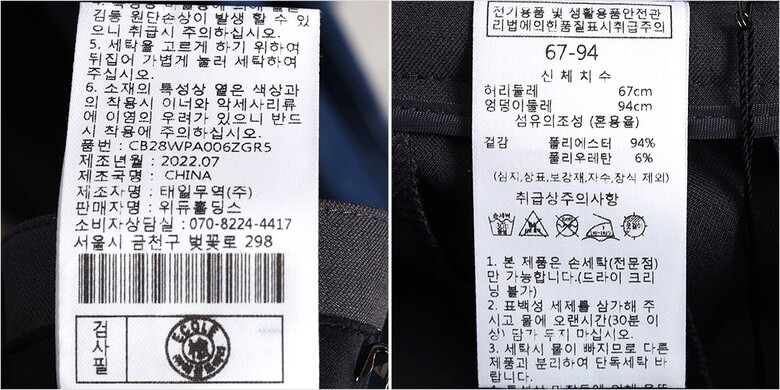 김등 원단손상이 발생 할 수 있
으니 취급시 주의하십시오.
5. 세탁을 고르게 하기 위하여
뒤집어 가볍게 눌러 세탁하여
주십시오.
6. 소재의 특성상 옅은 색상과
의 착용시 이너와 악세사리류
에 이염의 우려가 있으니 반드
시 착용에 주의하십시오.
품번 : CB28WPA006ZGR5
제조년월 : 2022.07
제조국명 : CHINA
제조자명 : 태일무역(주)
판매자명 : 위듀홀딩스
소비자상담실 : 070-8224-4417
서울시 금천구 벚꽃로 298
검사필
ECOLE
전기용품 및 생활용품안전관
리법에의한품질표시취급주의
67-94
신체치수
허리둘레 67cm
엉덩이둘레 94cm
섬유의조성 (혼용율)
겉감 폴리에스터 94%
폴리우레탄 6%
(심지,상표,보강재,자수,장식 제외)
취급상주의사항
1. 본 제품은 손세탁(전문점)
만 가능합니다.(드라이 크리
닝 불가)
2. 표백성 세제를 삼가해 주
시고 물에 오랜시간(30분 이
상) 담가 두지 마십시오.
3. 세탁시 물이 빠지므로 다른
제품과 분리하여 단독세탁 바
랍니다.